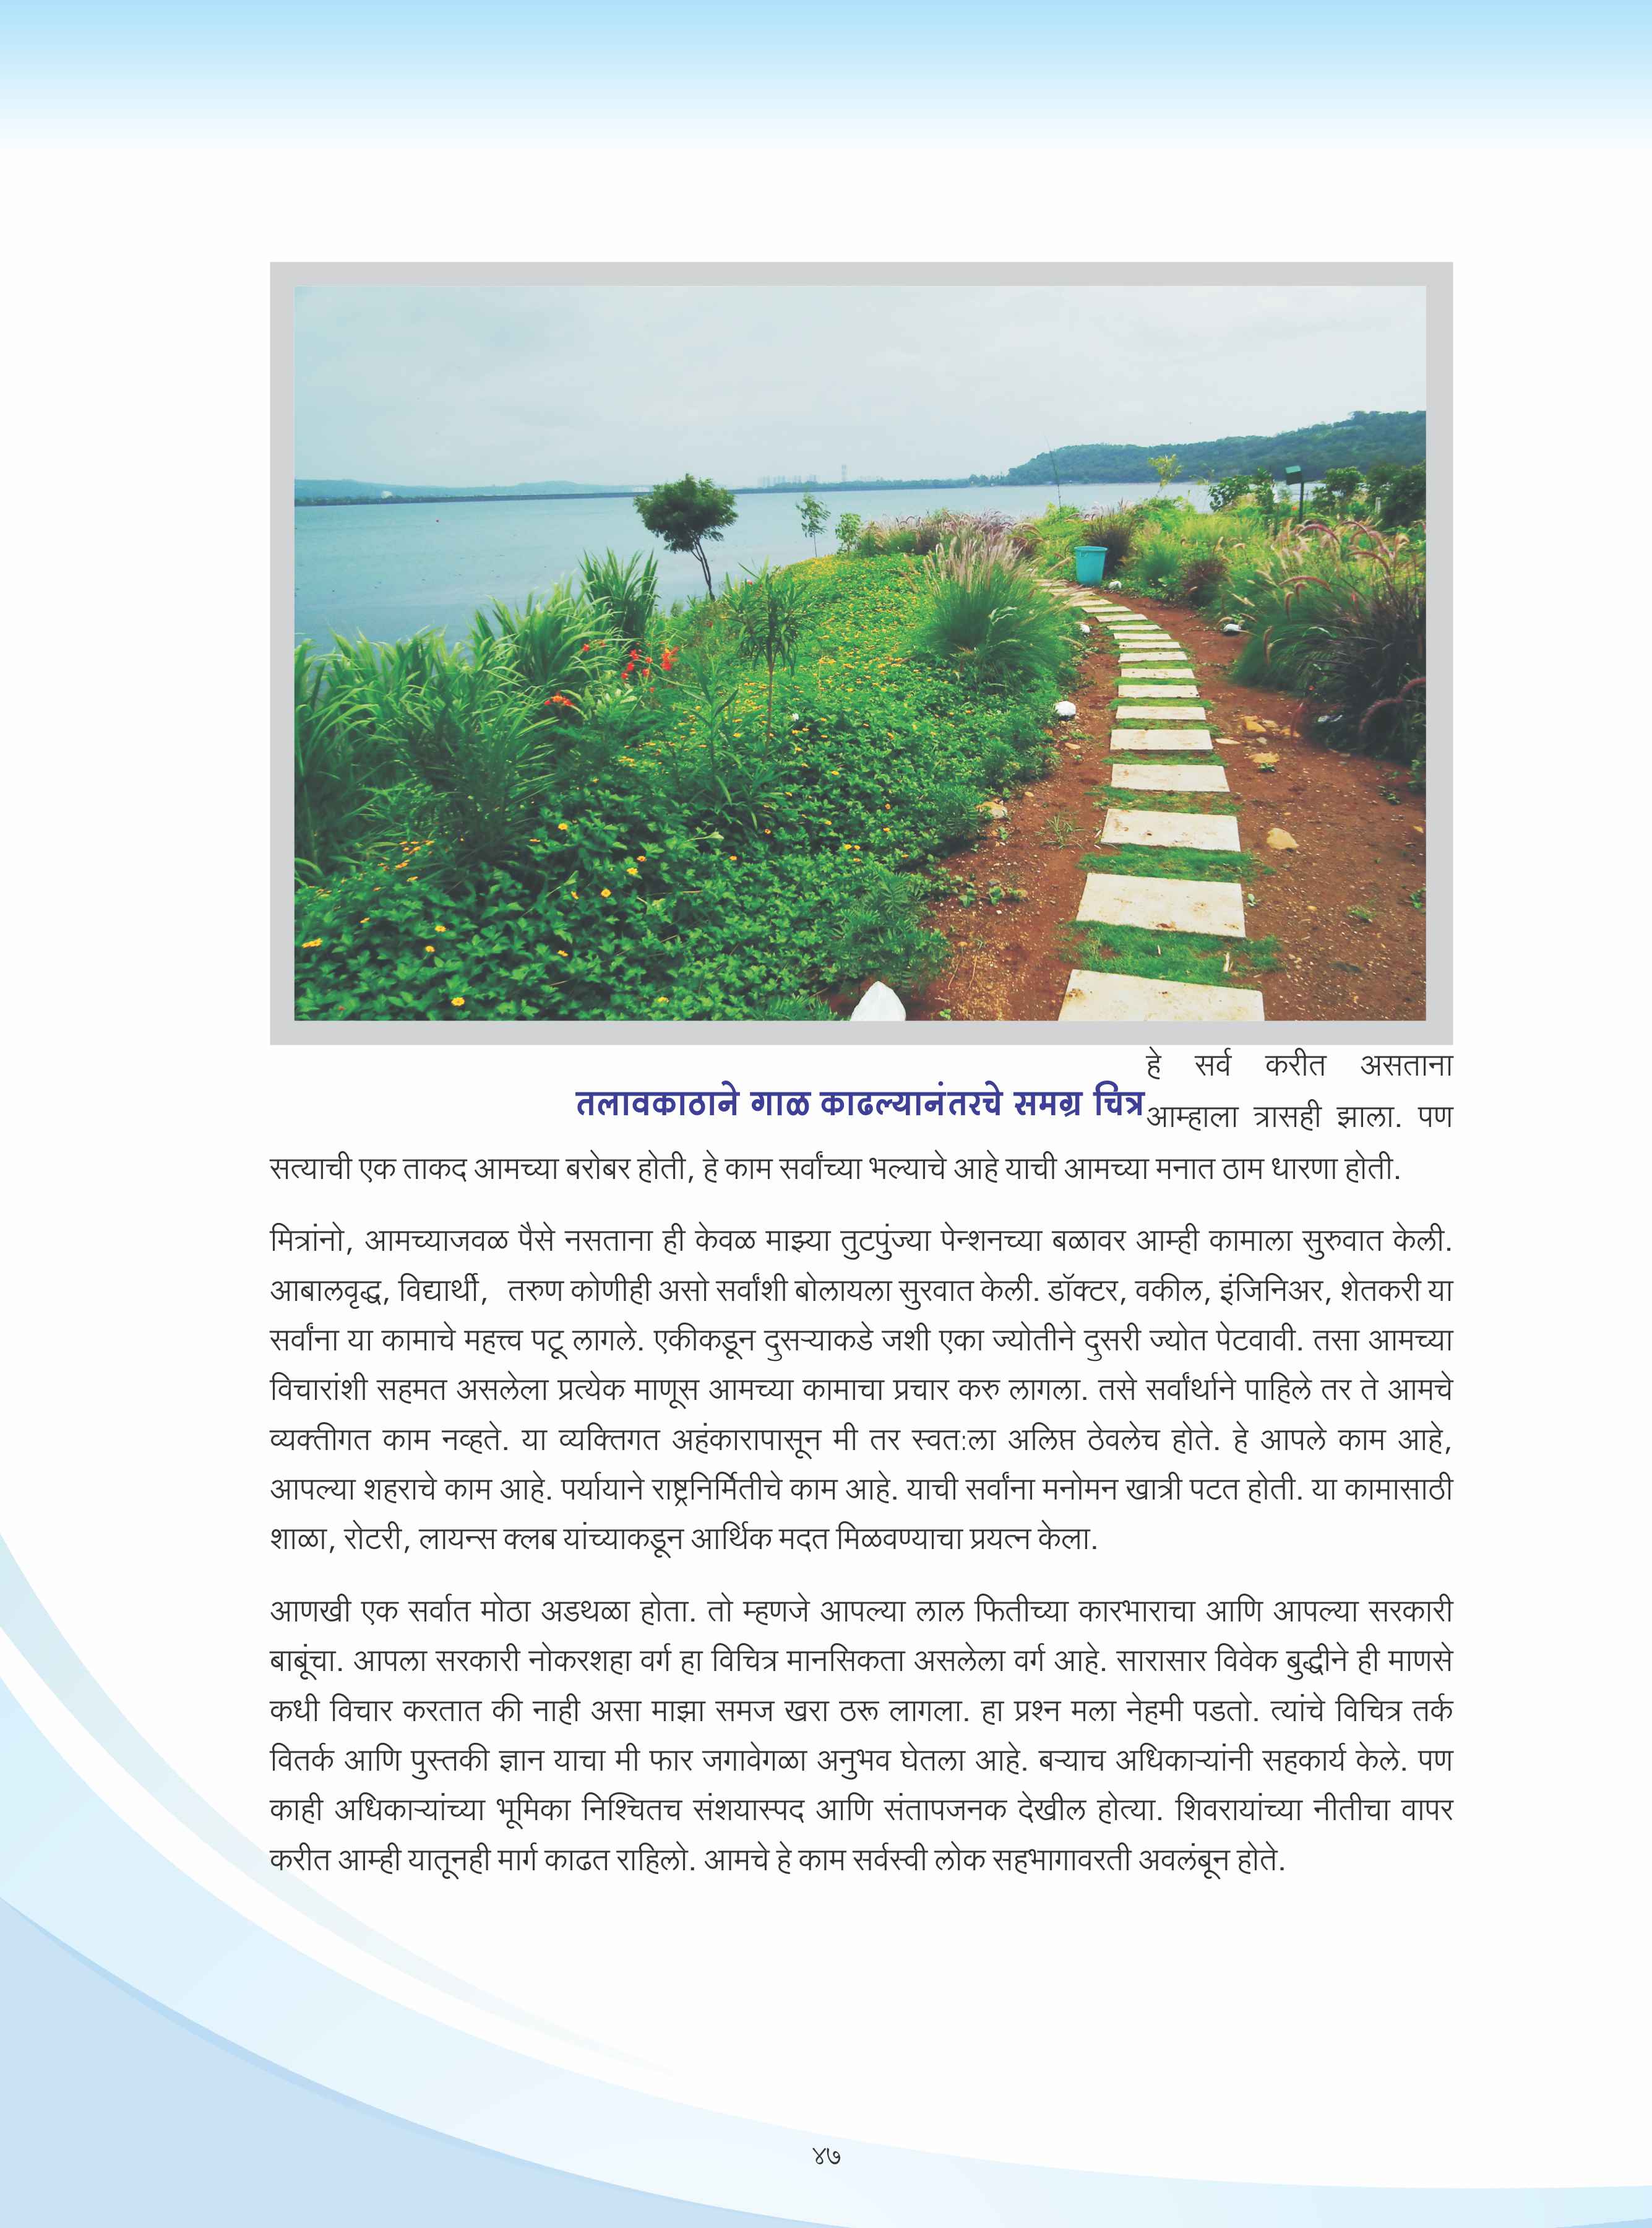 तलावकाठाने गाळ काढल्यानंतरचे समग्र चित्र
हे सर्व करीत असताना
आम्हाला त्रासही झाला. पण
सत्याची एक ताकद आमच्या बरोबर होती, हे काम सर्वांच्या भल्याचे आहे याची आमच्या मनात ठाम धारणा होती.
मित्रांनो, आमच्याजवळ पैसे नसताना ही केवळ माझ्या तुटपुंज्या पेन्शनच्या बळावर आम्ही कामाला सुरुवात केली.
आबालवृद्ध, विद्यार्थी, तरुण कोणीही असो सर्वांशी बोलायला सुरवात केली. डॉक्टर, वकील, इंजिनिअर, शेतकरी या
सर्वांना या कामाचे महत्त्व पटू लागले. एकीकडून दुसऱ्याकडे जशी एका ज्योतीने दुसरी ज्योत पेटवावी. तसा आमच्या
विचारांशी सहमत असलेला प्रत्येक माणूस आमच्या कामाचा प्रचार करु लागला. तसे सर्वांर्थाने पाहिले तर ते आमचे
व्यक्तीगत काम नव्हते. या व्यक्तिगत अहंकारापासून मी तर स्वतःला अलिप्त ठेवलेच होते. हे आपले काम आहे,
आपल्या शहराचे काम आहे. पर्यायाने राष्ट्रनिर्मितीचे काम आहे. याची सर्वांना मनोमन खात्री पटत होती. या कामासाठी
शाळा, रोटरी, लायन्स क्लब यांच्याकडून आर्थिक मदत मिळवण्याचा प्रयत्न केला.
आणखी एक सर्वात मोठा अडथळा होता. तो म्हणजे आपल्या लाल फितीच्या कारभाराचा आणि आपल्या सरकारी
बाबूंचा. आपला सरकारी नोकरशहा वर्ग हा विचित्र मानसिकता असलेला वर्ग आहे. सारासार विवेक बुद्धीने ही माणसे
कधी विचार करतात की नाही असा माझा समज खरा ठरू लागला. हा प्रश्न मला नेहमी पडतो. त्यांचे विचित्र तर्क
वितर्क आणि पुस्तकी ज्ञान याचा मी फार जगावेगळा अनुभव घेतला आहे. बऱ्याच अधिकाऱ्यांनी सहकार्य केले. पण
काही अधिकाऱ्यांच्या भूमिका निश्चितच संशयास्पद आणि संतापजनक देखील होत्या. शिवरायांच्या नीतीचा वापर
करीत आम्ही यातूनही मार्ग काढत राहिलो. आमचे हे काम सर्वस्वी लोक सहभागावरती अवलंबून होते.
४७